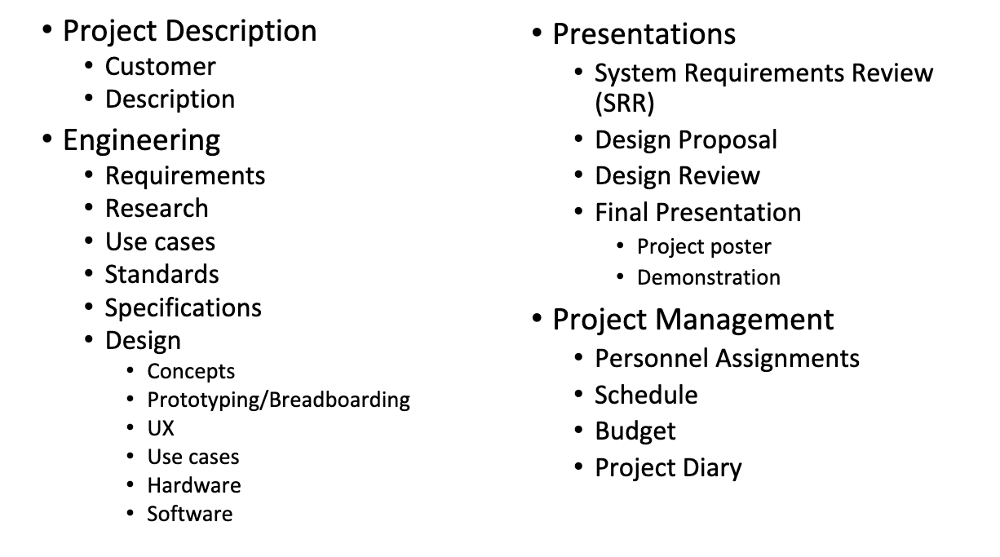 • Project Description
• Customer
• Description
• Engineering
• Requirements
• Research
• Use cases
• Standards
• Specifications
• Design
• Concepts
• Prototyping/Breadboarding
• UX
• Use cases
• Hardware
• Software
• Presentations
• System Requirements Review
(SRR)
• Design Proposal
• Design Review
• Final Presentation
• Project poster
• Demonstration
• Project Management
• Personnel Assignments
• Schedule
• Budget
• Project Diary